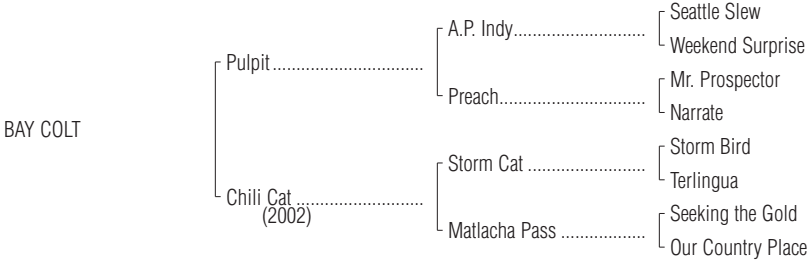 Seattle Slew
A.P. Indy............................
Weekend Surprise
Pulpit................................
Mr. Prospector
Preach...............................
Narrate
BAY COLT
Storm Bird
Storm Cat .........................
Terlingua
Chili Cat ...........................
(2002)
Seeking the Gold
Matlacha Pass ..................
Our Country Place